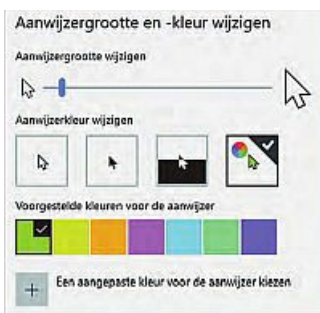 Aanwijzergrootte en -kleur wijzigen
Aanwijzergrootte wijzigen
Aanwijzerkleur wijzigen
Voorgestelde kleuren voor de aanwijzer
Een aangepaste kleur voor de aanwijzer kiezen